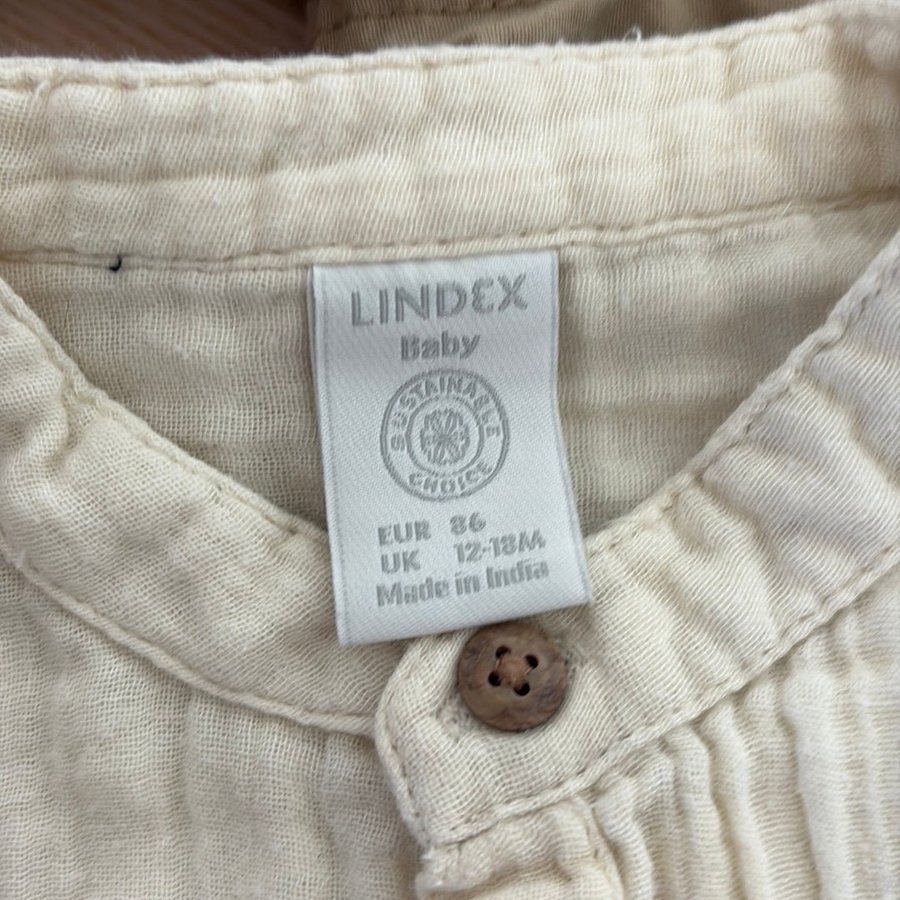 LINDEX
Baby
SUSTAINABLE
CHOICE
EUR 86
UK 12-18M
Made in India